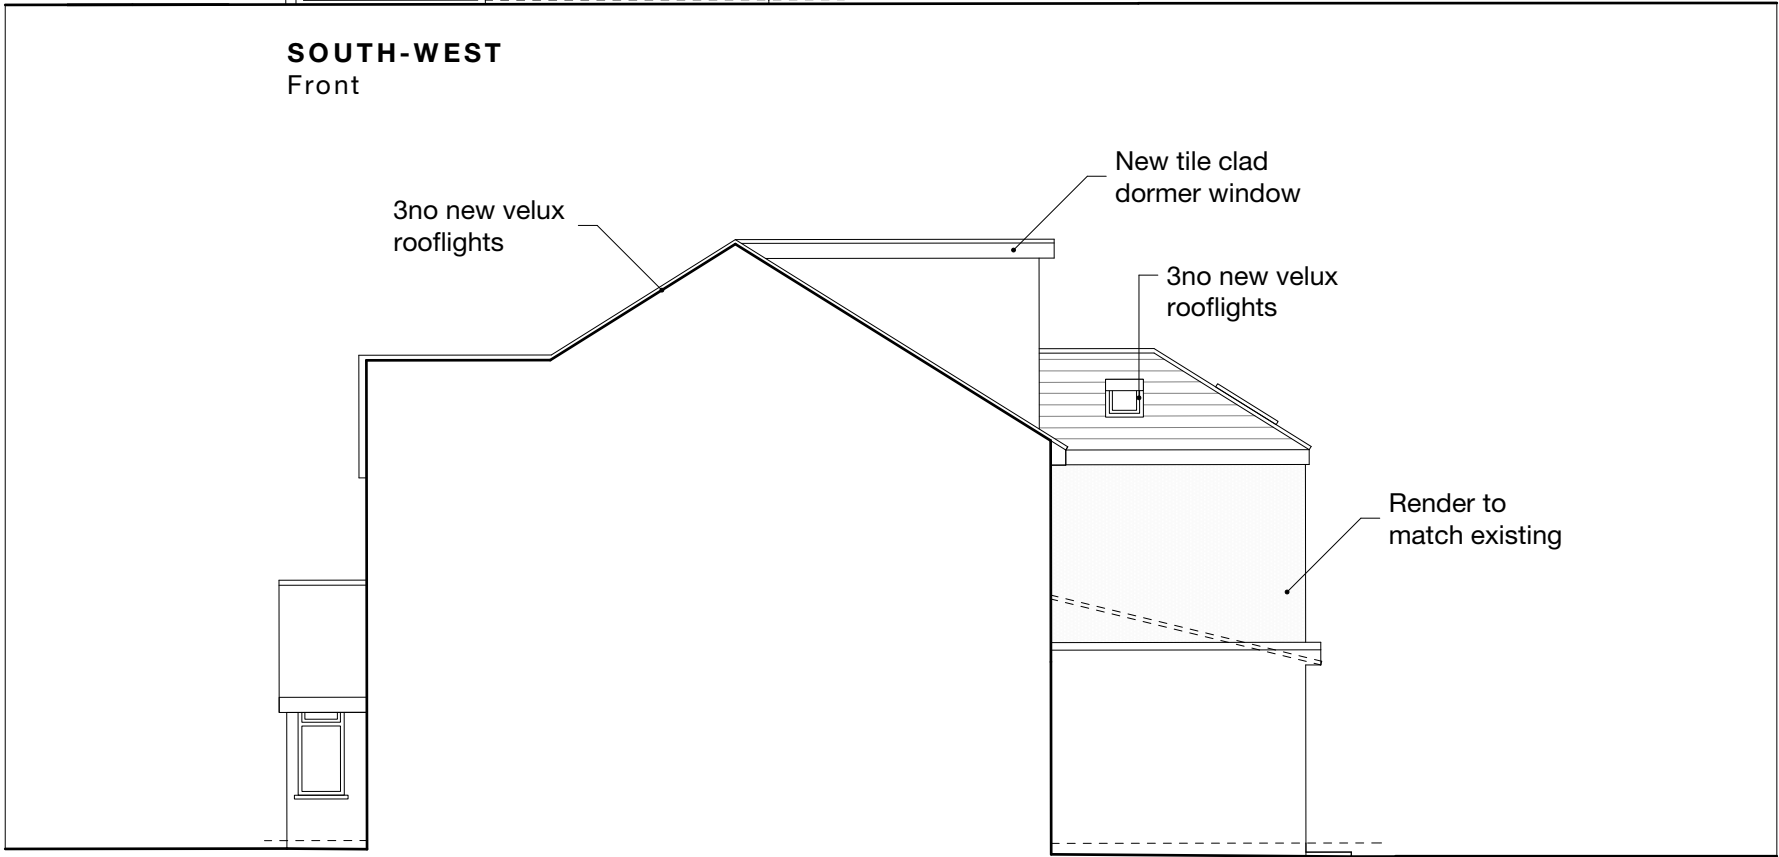 SOUTH-WEST
Front
New tile clad
dormer window
3no new velux
rooflights
3no new velux
rooflights
Render to
match existing